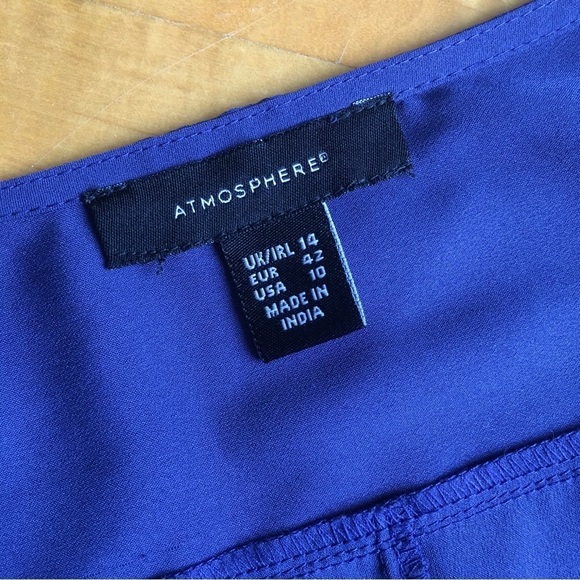 ATMOSPHERE®
UK/IRL 14
EUR 42
USA 10
MADE IN
INDIA